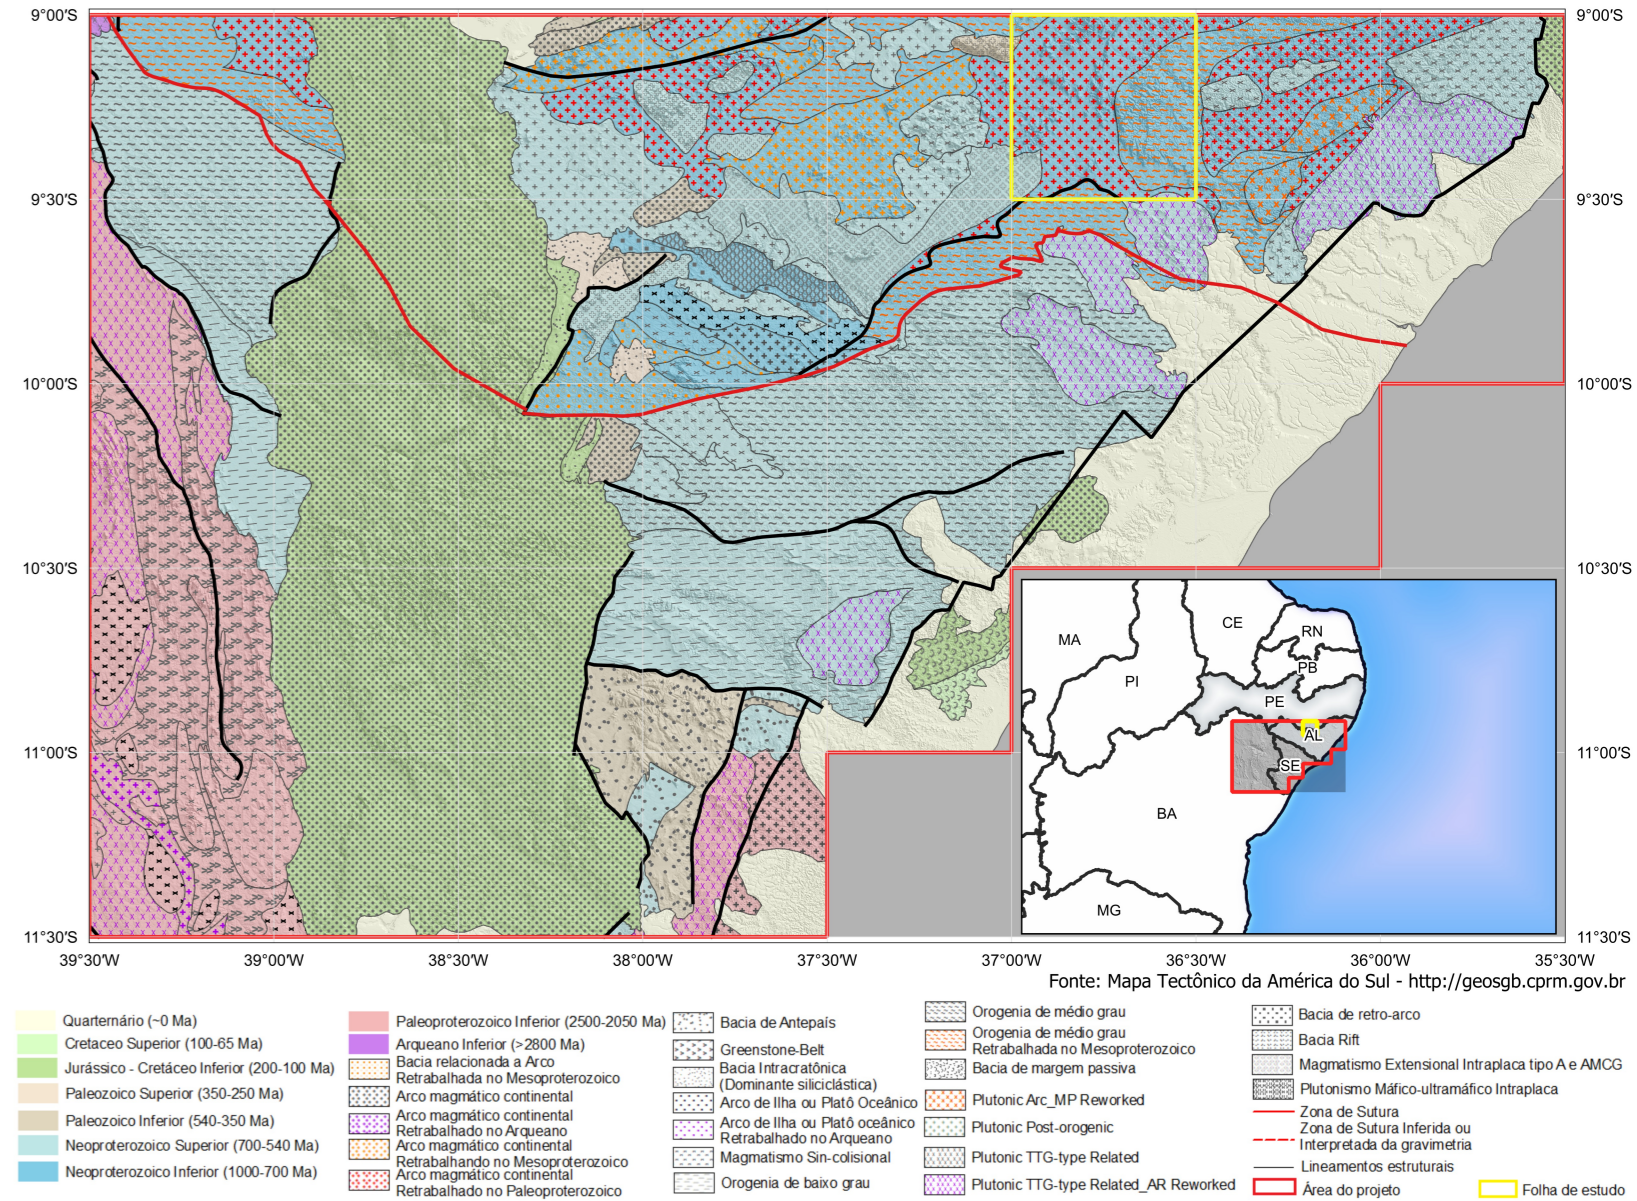 9°00'S
9°00'S
9°30'S
9°30'S
10°00'S
10°00'S
10°30'S
10°30'S
11°00'S
11°00'S
11°30'S
11°30'S
39°30'W
39°00'W
38°30'W
38°00'W
37°30'W
37°00'W
36°30'W
36°00'W
35°30'W
MA
CE
RN
PB
PI
PE
AL
SE
BA
MG
Fonte: Mapa Tectônico da América do Sul - http://geosgb.cprm.gov.br
Quarternário (~0 Ma)
Cretaceo Superior (100-65 Ma)
Jurássico - Cretáceo Inferior (200-100 Ma)
Paleozoico Superior (350-250 Ma)
Paleozoico Inferior (540-350 Ma)
Neoproterozoico Superior (700-540 Ma)
Neoproterozoico Inferior (1000-700 Ma)
Paleoproterozoico Inferior (2500-2050 Ma)
Arqueano Inferior (>2800 Ma)
Bacia relacionada a Arco
Retrabalhada no Mesoproterozoico
Arco magmático continental
Arco magmático continental
Retrabalhado no Arqueano
Arco magmático continental
Retrabalhando no Mesoproterozoico
Arco magmático continental
Retrabalhado no Paleoproterozoico
Bacia de Antepaís
Greenstone-Belt
Bacia Intracratônica
(Dominante siliciclástica)
Arco de Ilha ou Platô Oceânico
Arco de Ilha ou Platô oceânico
Retrabalhado no Arqueano
Magmatismo Sin-colisional
Orogenia de baixo grau
Orogenia de médio grau
Orogenia de médio grau
Retrabalhada no Mesoproterozoico
Bacia de margem passiva
Plutonic Arc_MP Reworked
Plutonic Post-orogenic
Plutonic TTG-type Related
Plutonic TTG-type Related_AR Reworked
Bacia de retro-arco
Bacia Rift
Magmatismo Extensional Intraplaca tipo A e AMCG
Plutonismo Máfico-ultramáfico Intraplaca
Zona de Sutura
Zona de Sutura Inferida ou
Interpretada da gravimetria
Lineamentos estruturais
Área do projeto
Folha de estudo